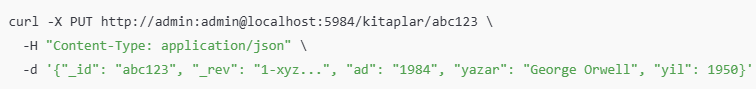 curl -X PUT http://admin:admin@localhost:5984/kitaplar/abc123 \
  -H "Content-Type: application/json" \
  -d '{"_id": "abc123", "_rev": "1-xyz...", "ad": "1984", "yazar": "George Orwell", "yil": 1950}'